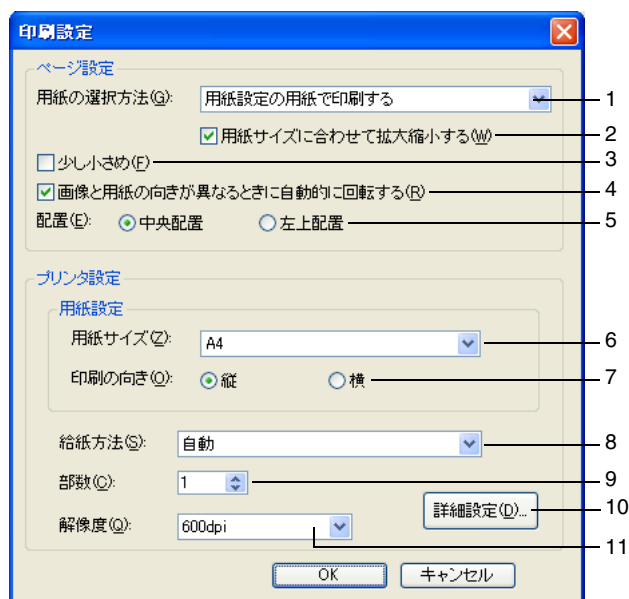 印刷設定
ページ設定
用紙の選択方法(G): 用紙設定の用紙で印刷する 1
用紙サイズに合わせて拡大縮小する(W) 2
少し小さめ(F) 3
画像と用紙の向きが異なるときに自動的に回転する(R) 4
配置(E): 中央配置 左上配置 5
プリンタ設定
用紙設定
用紙サイズ(Z): A4 6
印刷の向き(O): 縦 横 7
給紙方法(S): 自動 8
部数(C): 1 9
詳細設定(D)... 10
解像度(Q): 600dpi 11
OK キャンセル